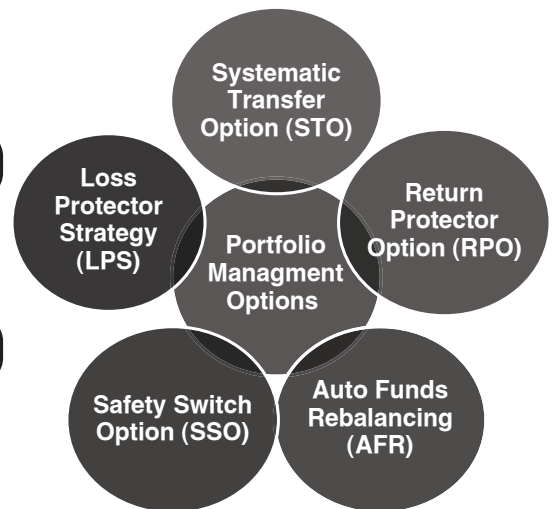 Systematic
Transfer
Option (STO)
Loss
Protector
Strategy
(LPS)
Return
Protector
Option (RPO)
Portfolio
Managment
Options
Safety Switch
Option (SSO)
Auto Funds
Rebalancing
(AFR)